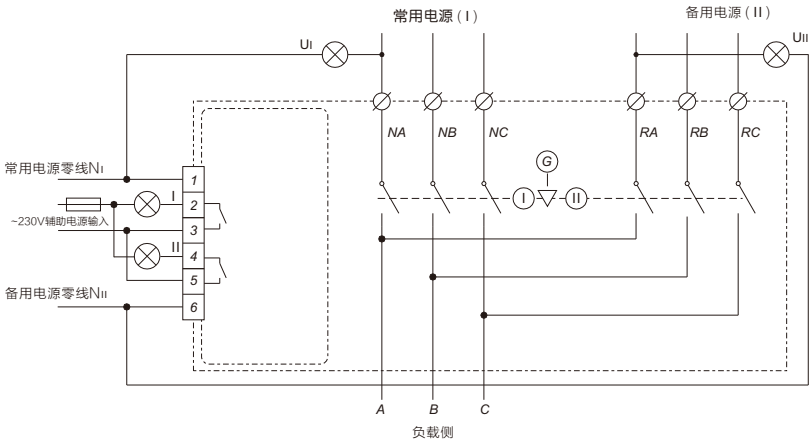 常用电源 ( I )
备用电源 ( II )
UI
UII
NA
NB
NC
RA
RB
RC
G
常用电源零线NI
1
I
2
I
II
~230V辅助电源输入
3
II
4
5
备用电源零线NII
6
A
B
C
负载侧